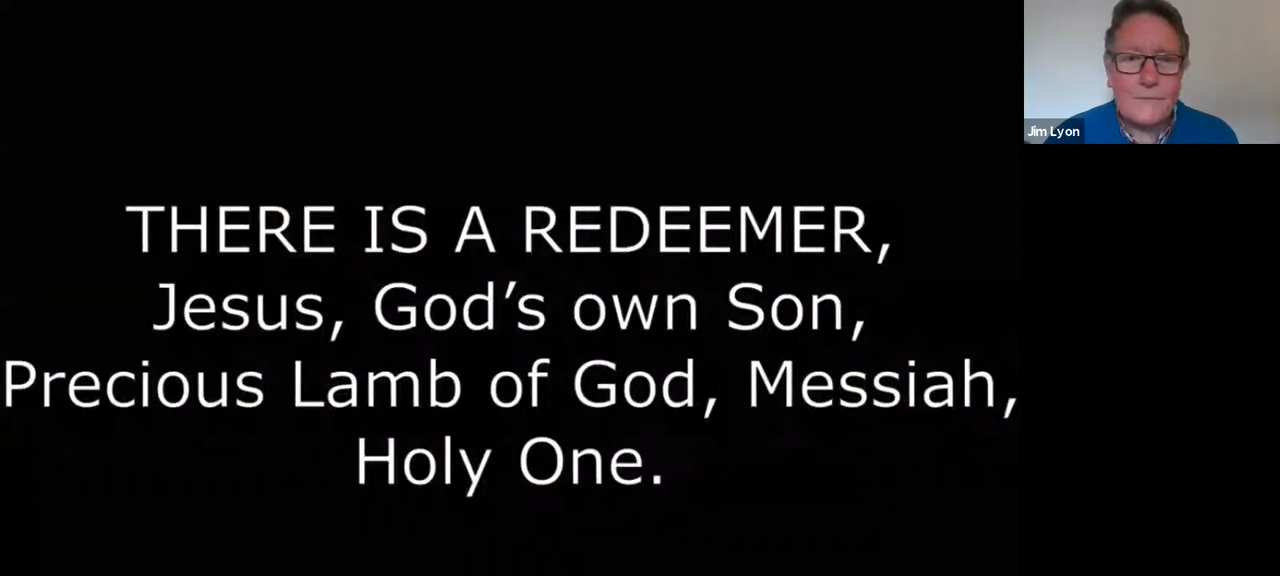 Jim Lyon
THERE IS A REDEEMER,
Jesus, God’s own Son,
Precious Lamb of God, Messiah,
Holy One.